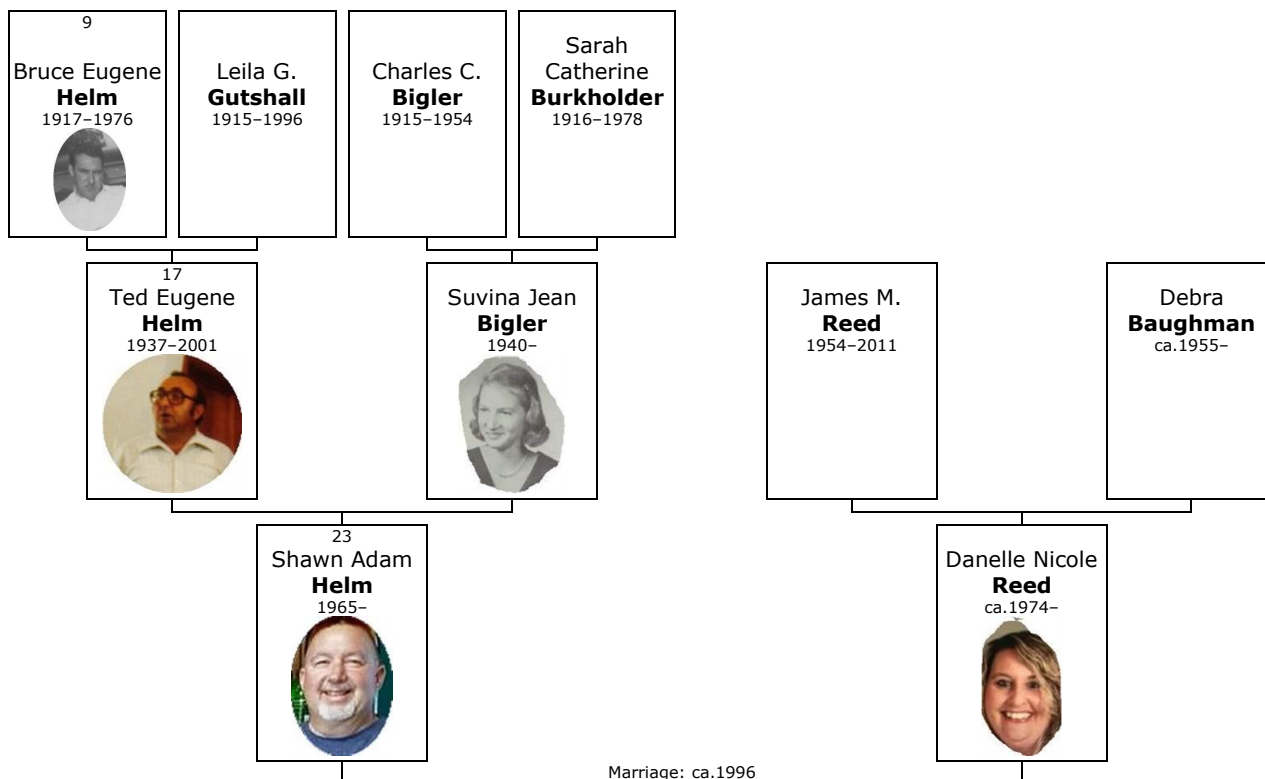 9
Bruce Eugene
Helm
1917–1976
Leila G.
Gutshall
1915–1996
Charles C.
Bigler
1915–1954
Sarah
Catherine
Burkholder
1916–1978
17
Ted Eugene
Helm
1937–2001
Suvina Jean
Bigler
1940–
James M.
Reed
1954–2011
Debra
Baughman
ca.1955–
23
Shawn Adam
Helm
1965–
Danelle Nicole
Reed
ca.1974–
Marriage: ca.1996